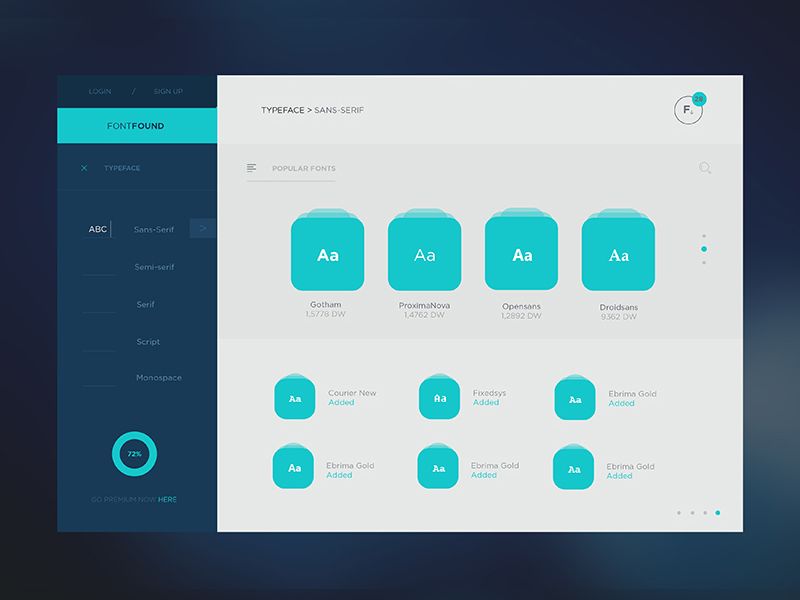 LOGIN / SIGN UP
FONTFOUND
× TYPEFACE
ABC Sans-Serif >
Semi-serif
Serif
Script
Monospace
72%
GO PREMIUM NOW HERE
TYPEFACE > SANS-SERIF
F↓ 28
POPULAR FONTS
Aa
Gotham
1,5778 DW
Aa
ProximaNova
1,4762 DW
Aa
Opensans
1,2892 DW
Aa
Droidsans
9362 DW
Aa
Courier New
Added
Aa
Fixedsys
Added
Aa
Ebrima Gold
Added
Aa
Ebrima Gold
Added
Aa
Ebrima Gold
Added
Aa
Ebrima Gold
Added